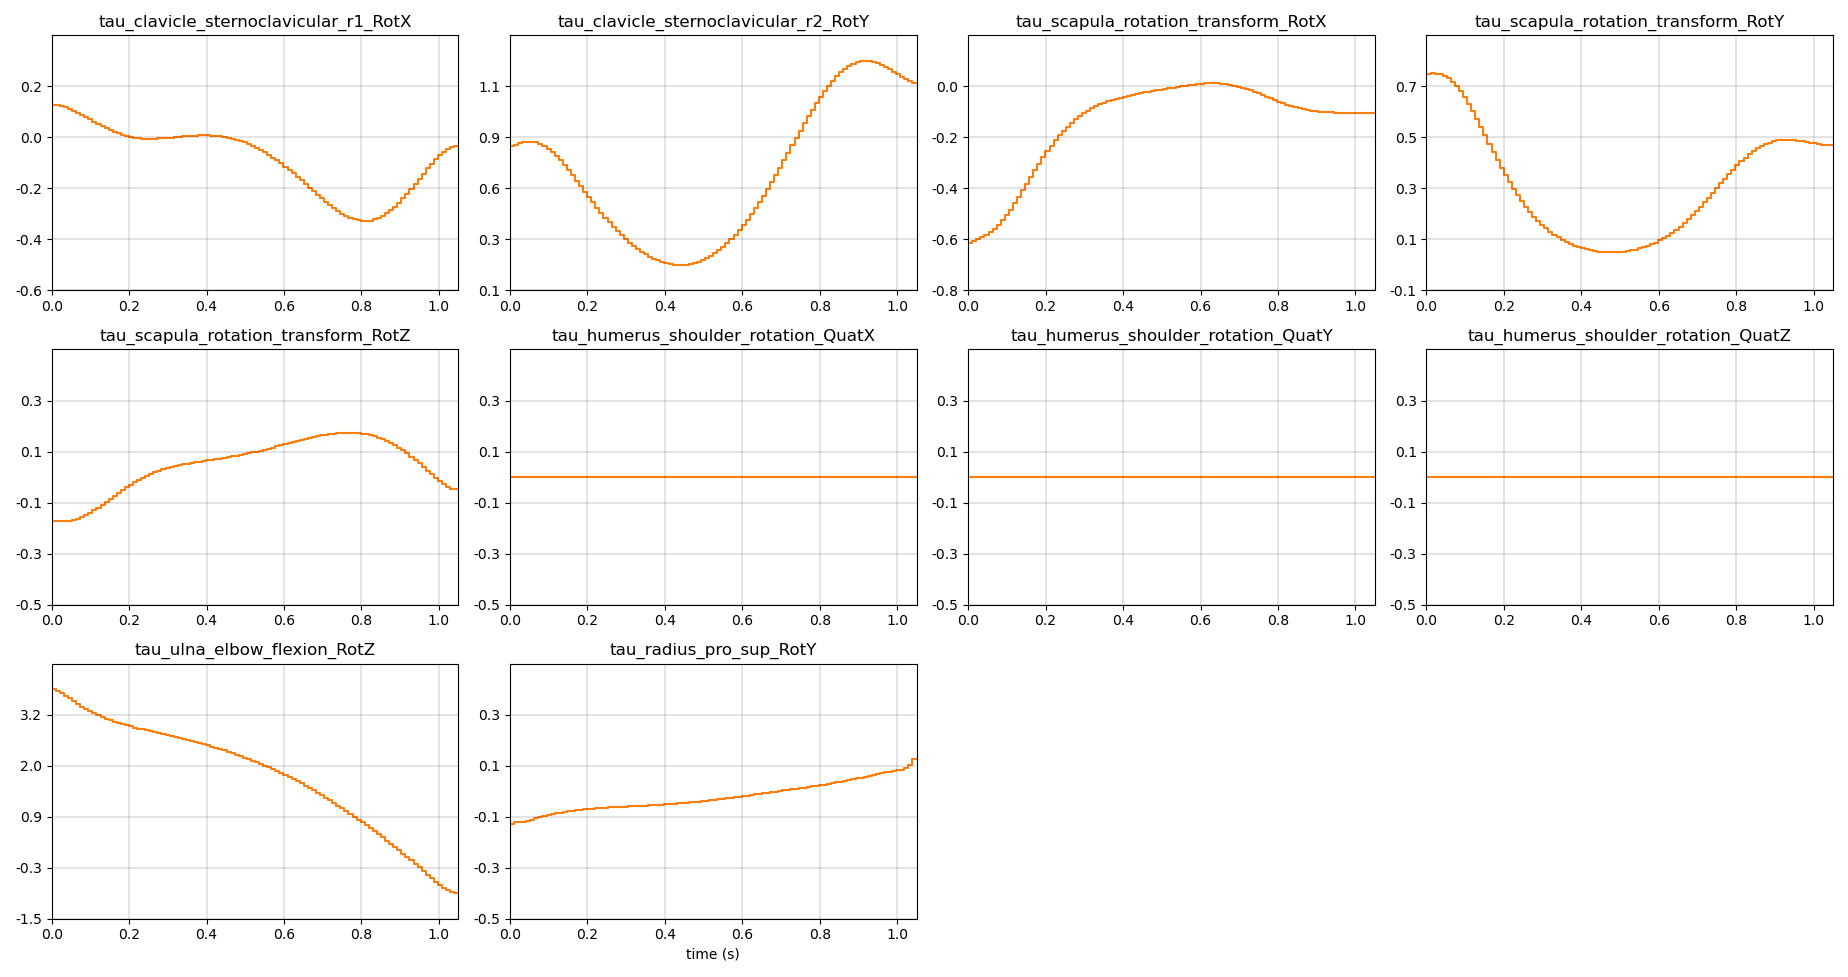 tau_clavicle_sternoclavicular_r1_RotX
0.2
0.0
-0.2
-0.4
-0.6
0.0 0.2 0.4 0.6 0.8 1.0
tau_clavicle_sternoclavicular_r2_RotY
1.1
0.9
0.6
0.3
0.1
0.0 0.2 0.4 0.6 0.8 1.0
tau_scapula_rotation_transform_RotX
0.0
-0.2
-0.4
-0.6
-0.8
0.0 0.2 0.4 0.6 0.8 1.0
tau_scapula_rotation_transform_RotY
0.7
0.5
0.3
0.1
-0.1
0.0 0.2 0.4 0.6 0.8 1.0
tau_scapula_rotation_transform_RotZ
0.3
0.1
-0.1
-0.3
-0.5
0.0 0.2 0.4 0.6 0.8 1.0
tau_humerus_shoulder_rotation_QuatX
0.3
0.1
-0.1
-0.3
-0.5
0.0 0.2 0.4 0.6 0.8 1.0
tau_humerus_shoulder_rotation_QuatY
0.3
0.1
-0.1
-0.3
-0.5
0.0 0.2 0.4 0.6 0.8 1.0
tau_humerus_shoulder_rotation_QuatZ
0.3
0.1
-0.1
-0.3
-0.5
0.0 0.2 0.4 0.6 0.8 1.0
tau_ulna_elbow_flexion_RotZ
3.2
2.0
0.9
-0.3
-1.5
0.0 0.2 0.4 0.6 0.8 1.0
tau_radius_pro_sup_RotY
0.3
0.1
-0.1
-0.3
-0.5
0.0 0.2 0.4 0.6 0.8 1.0
time (s)